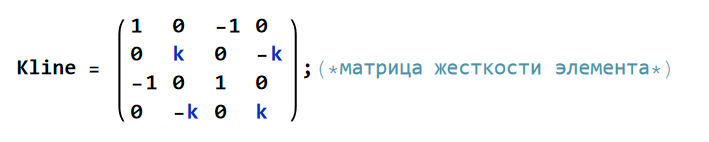 1 0 -1 0
0 k 0 -k
Kline = ;(*матрица жесткости элемента*)
-1 0 1 0
0 -k 0 k